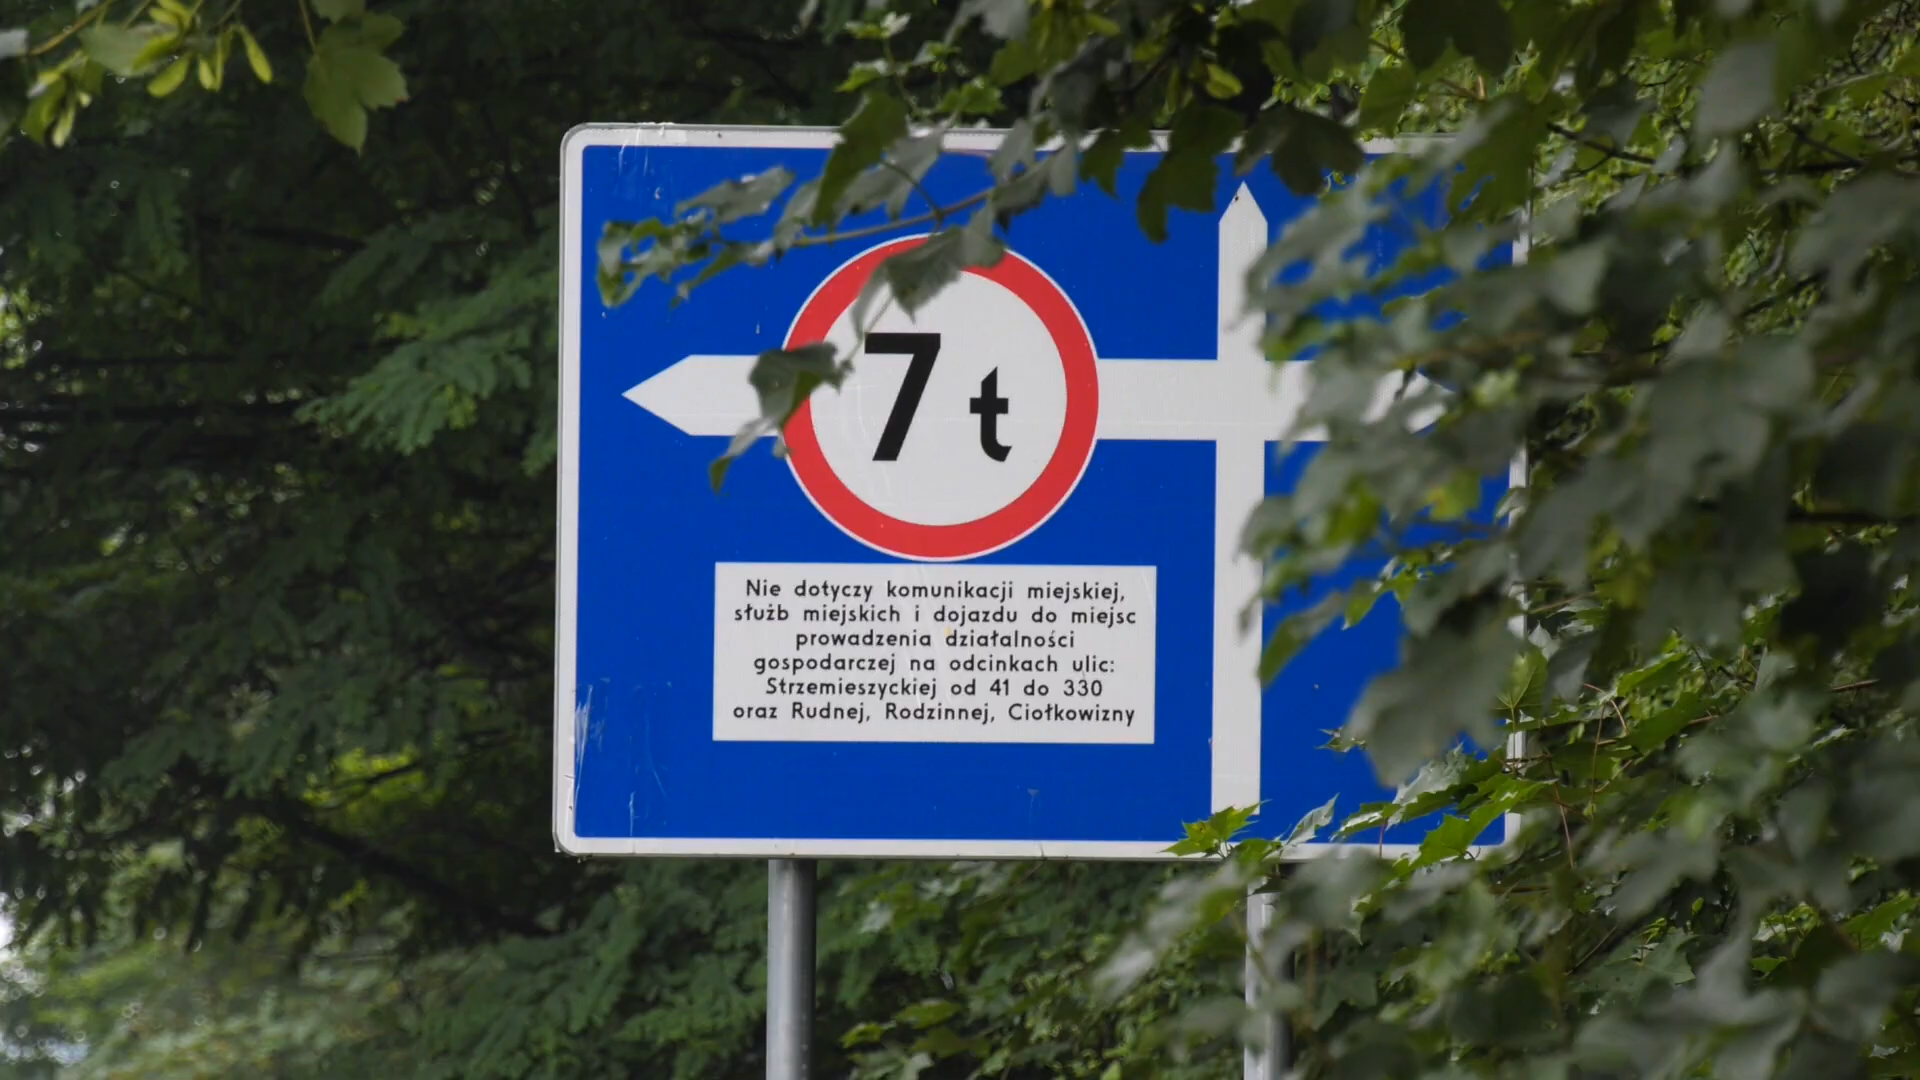 7 t
Nie dotyczy komunikacji miejskiej,
służb miejskich i dojazdu do miejsc
prowadzenia działalności
gospodarczej na odcinkach ulic:
Strzemieszyckiej od 41 do 330
oraz Rudnej, Rodzinnej, Ciołkowizny